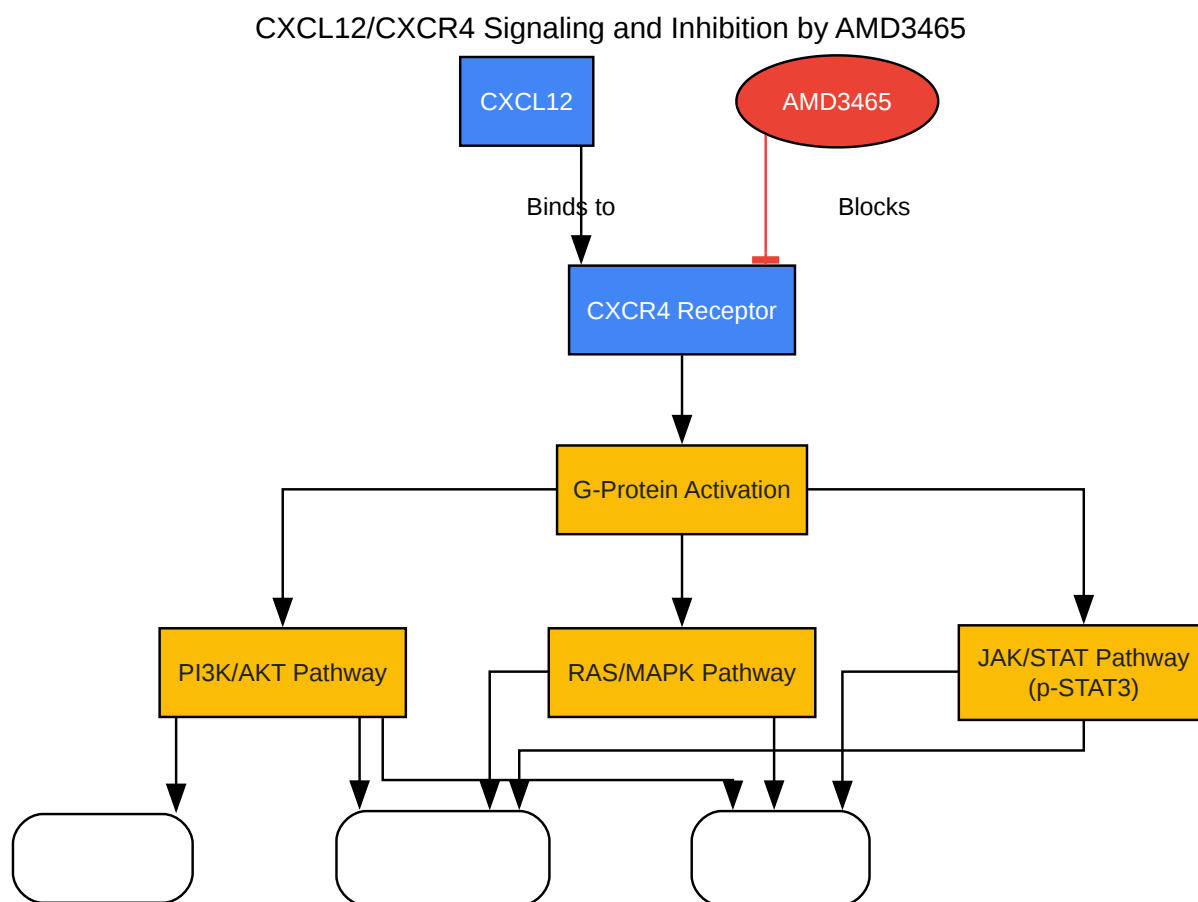 CXCL12/CXCR4 Signaling and Inhibition by AMD3465
CXCL12
AMD3465
Binds to
Blocks
CXCR4 Receptor
G-Protein Activation
PI3K/AKT Pathway
RAS/MAPK Pathway
JAK/STAT Pathway
(p-STAT3)